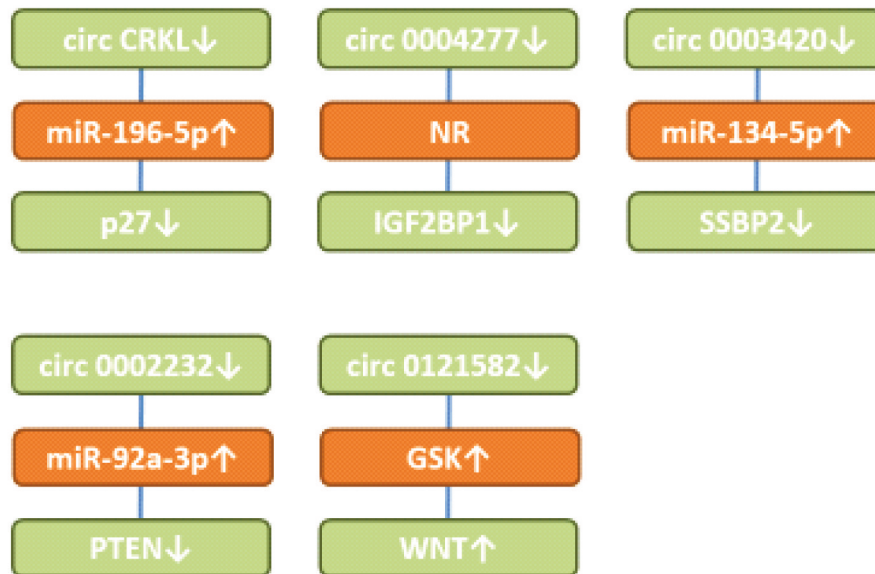 circ CRKL↓
circ 0004277↓
circ 0003420↓
miR-196-5p↑
NR
miR-134-5p↑
p27↓
IGF2BP1↓
SSBP2↓
circ 0002232↓
circ 0121582↓
miR-92a-3p↑
GSK↑
PTEN↓
WNT↑